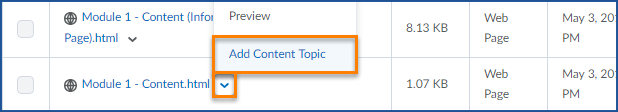 Module 1 - Content (Infor
Page).html
Preview
8.13 KB
Web
Page
May 3, 20
PM
Add Content Topic
Module 1 - Content.html
1.07 KB
Web
Page
May 3, 20
PM